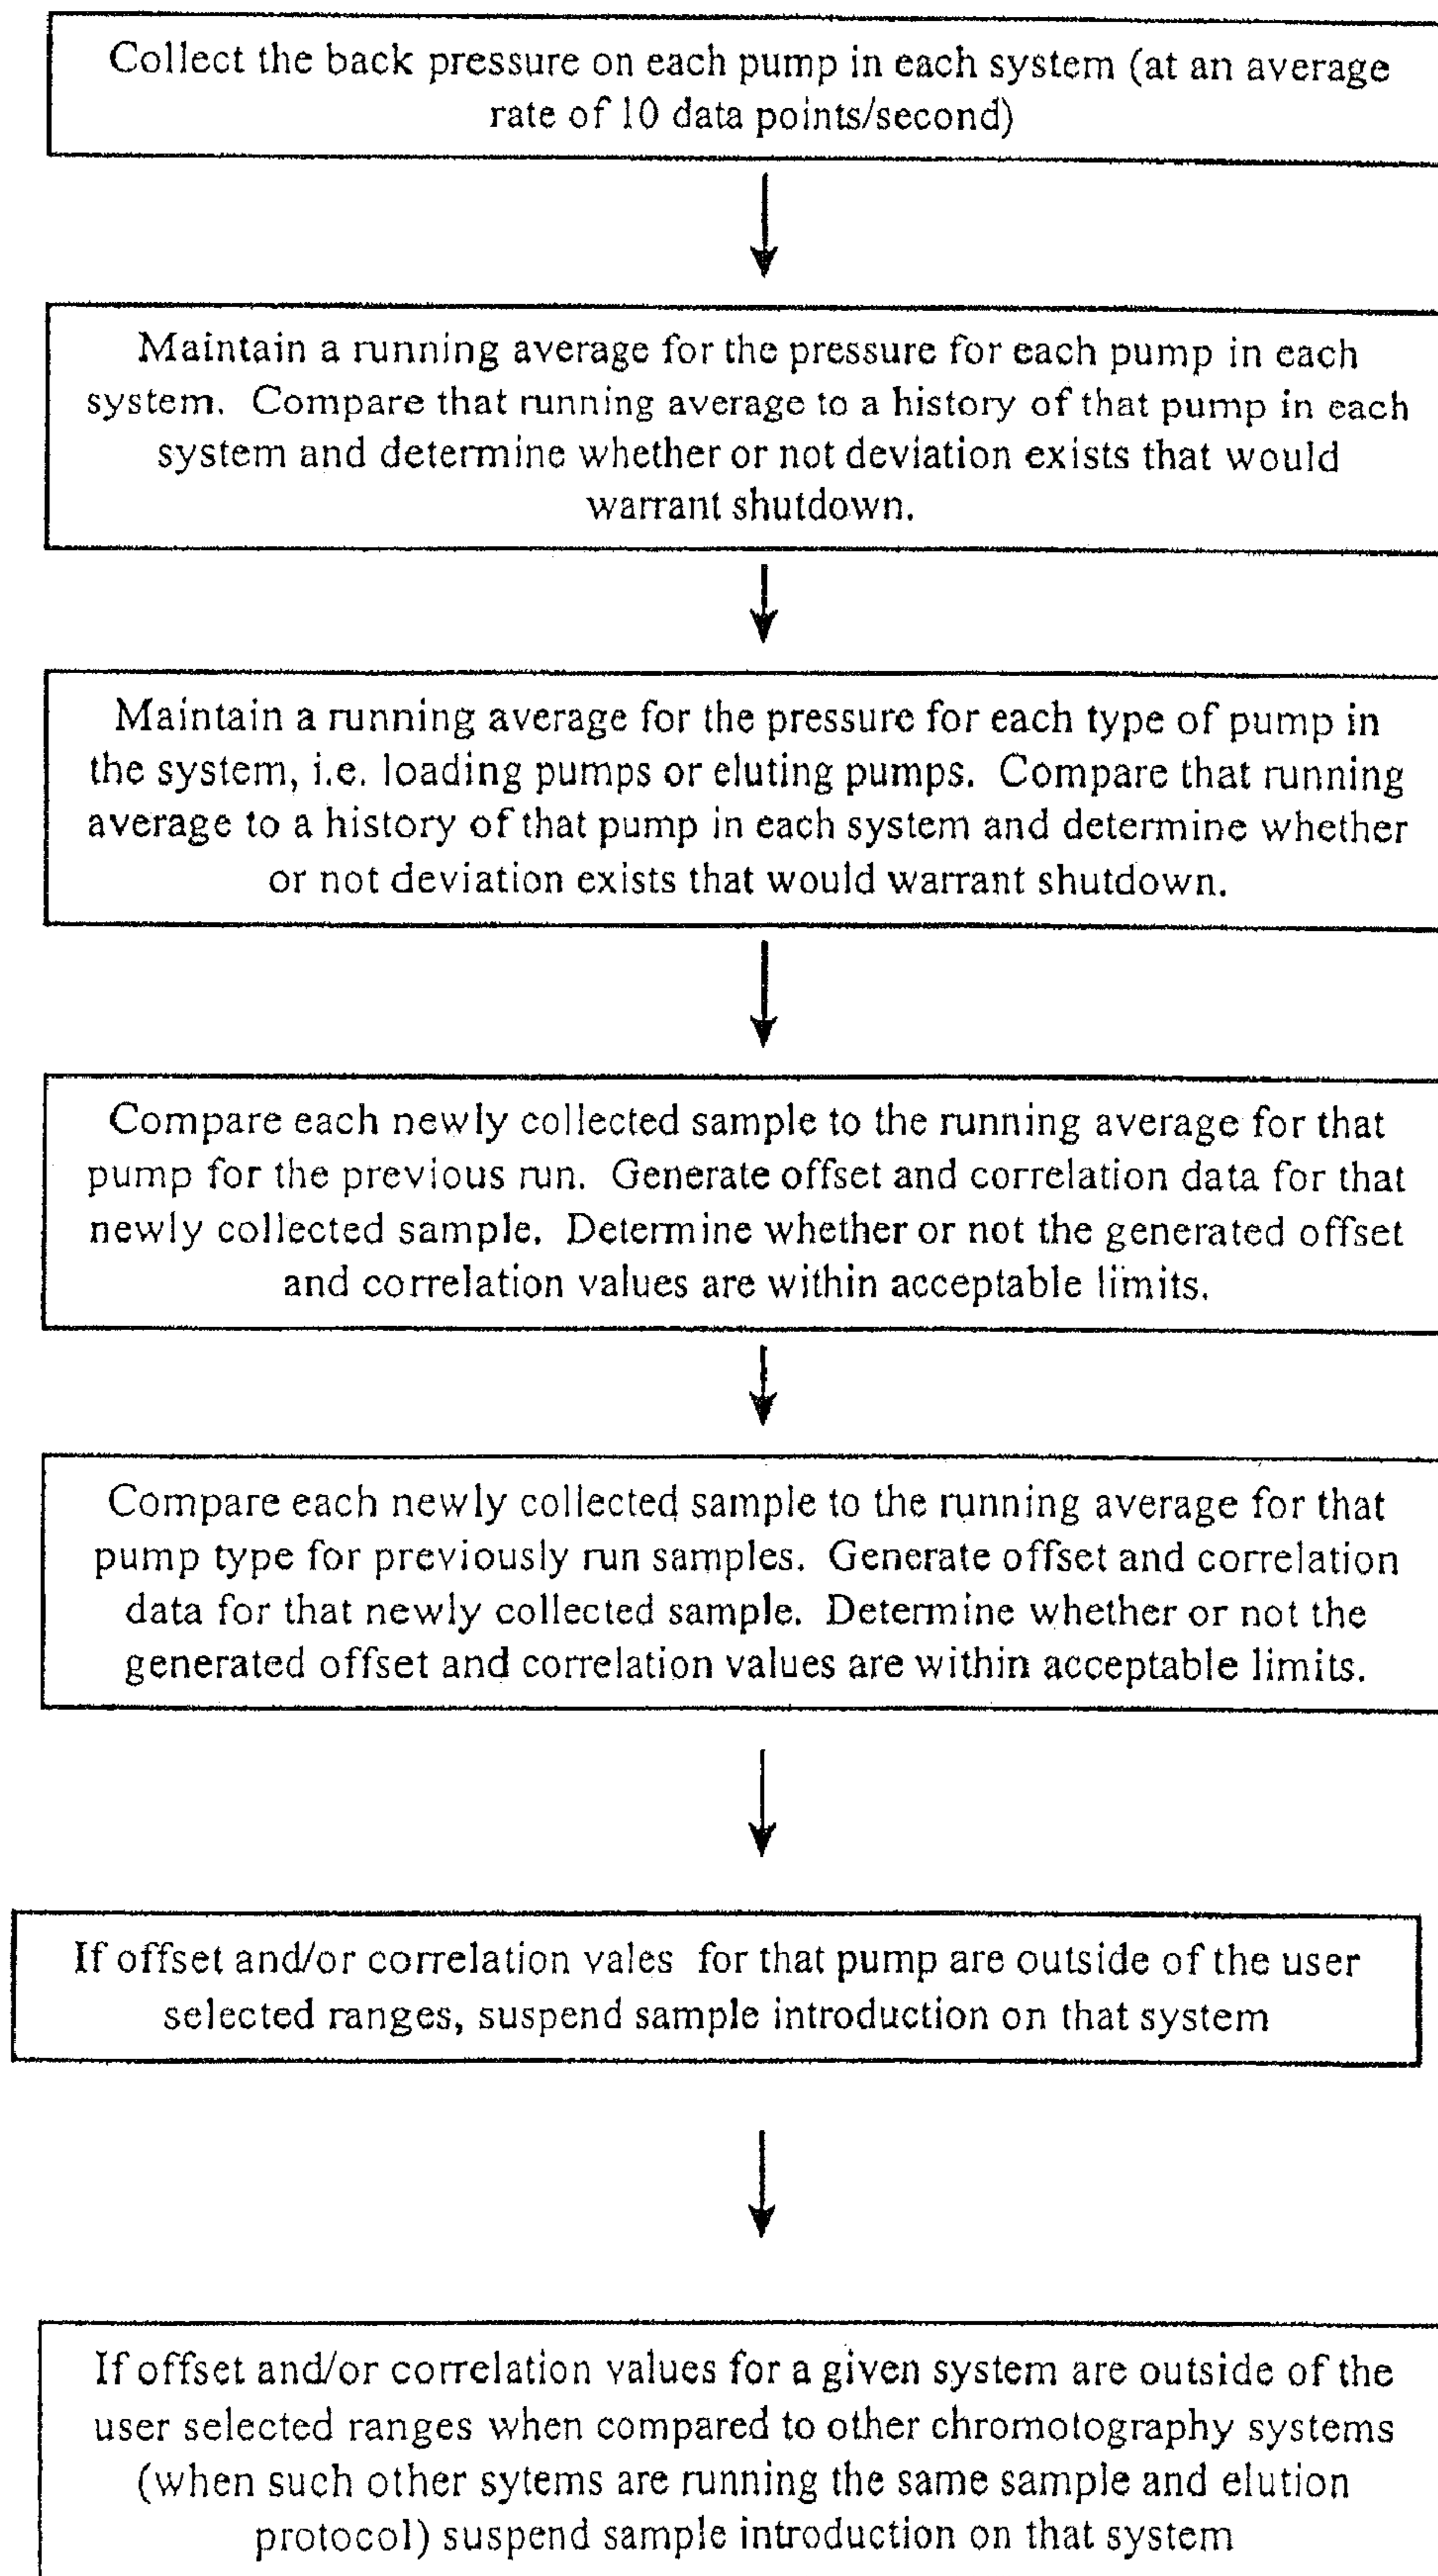 Collect the back pressure on each pump in each system (at an average
rate of 10 data points/second)
Maintain a running average for the pressure for each pump in each
system. Compare that running average to a history of that pump in each
system and determine whether or not deviation exists that would
warrant shutdown.
Maintain a running average for the pressure for each type of pump in
the system, i.e. loading pumps or eluting pumps. Compare that running
average to a history of that pump in each system and determine whether
or not deviation exists that would warrant shutdown.
Compare each newly collected sample to the running average for that
pump for the previous run. Generate offset and correlation data for that
newly collected sample. Determine whether or not the generated offset
and correlation values are within acceptable limits.
Compare each newly collected sample to the running average for that
pump type for previously run samples. Generate offset and correlation
data for that newly collected sample. Determine whether or not the
generated offset and correlation values are within acceptable limits.
If offset and/or correlation vales for that pump are outside of the user
selected ranges, suspend sample introduction on that system
If offset and/or correlation values for a given system are outside of the
user selected ranges when compared to other chromotography systems
(when such other sytems are running the same sample and elution
protocol) suspend sample introduction on that system